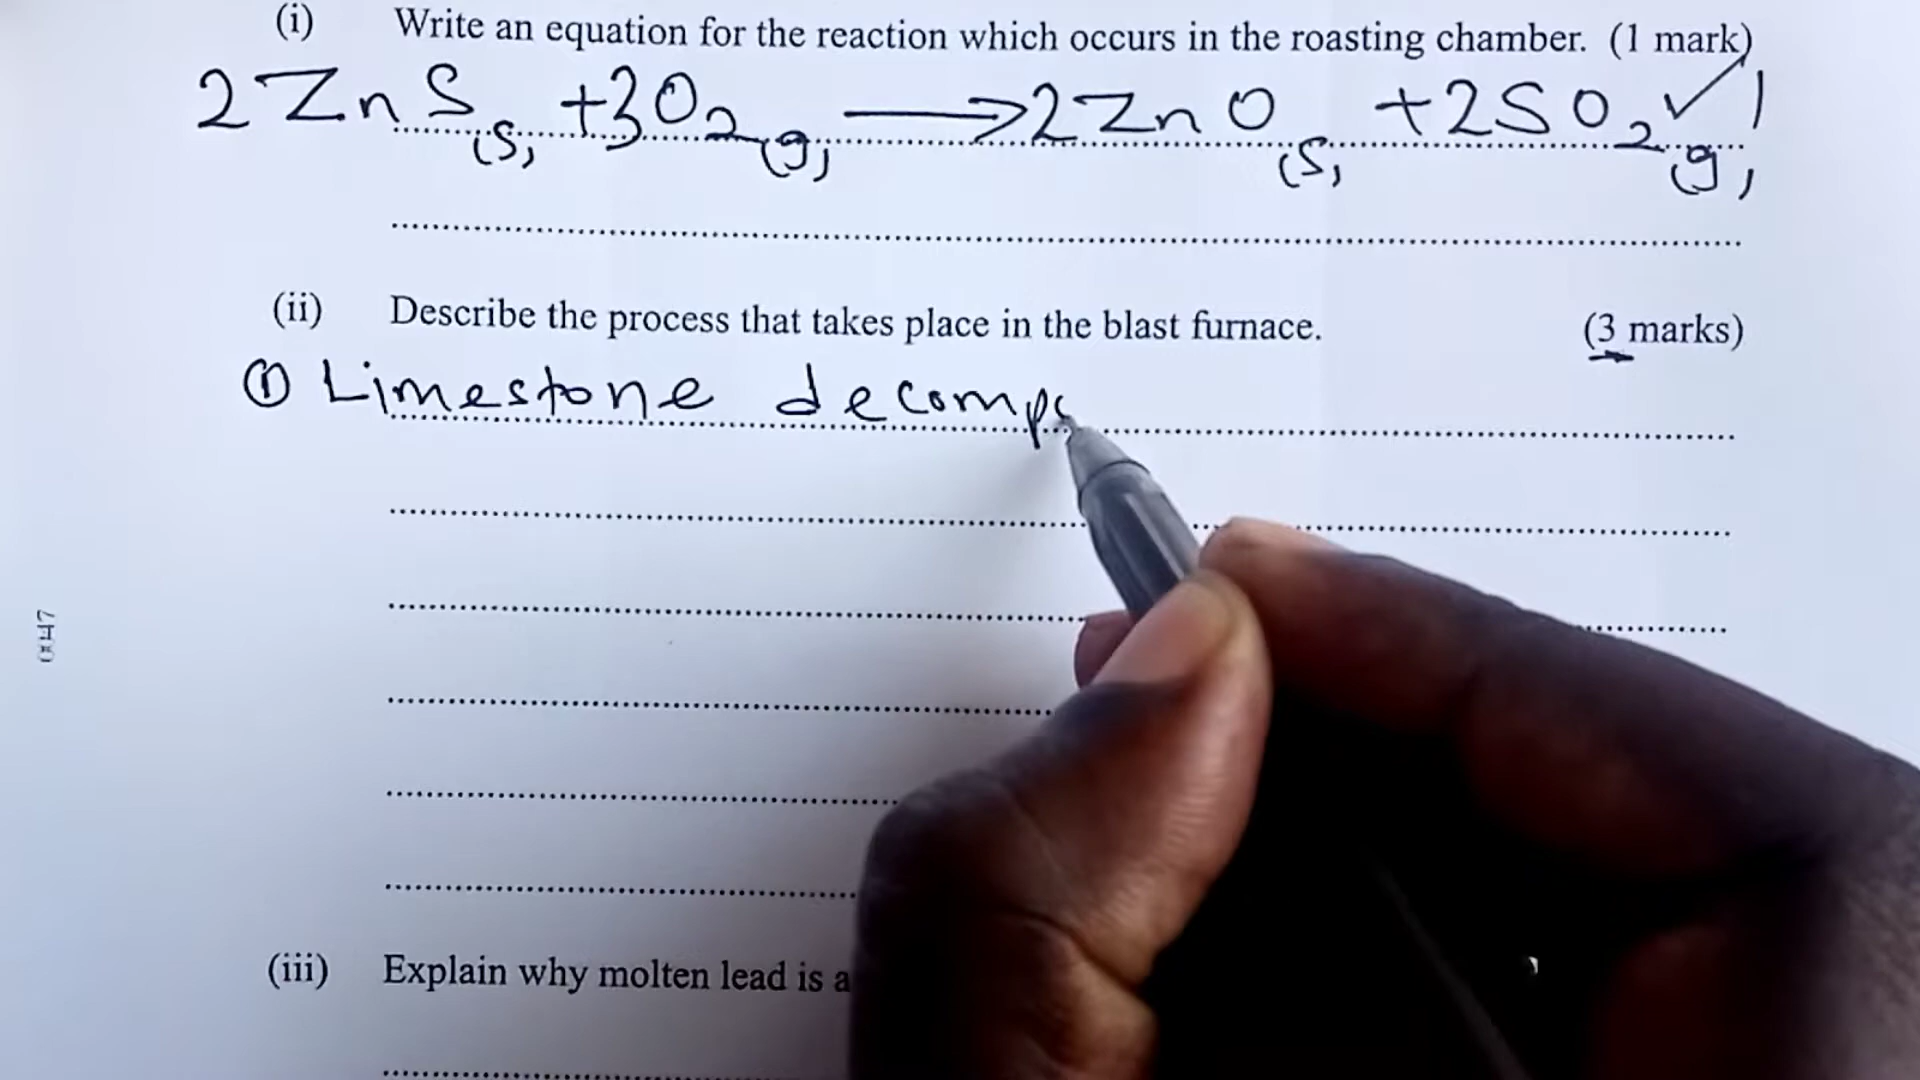 (i) Write an equation for the reaction which occurs in the roasting chamber. (1 mark)
2ZnS(s) + 3O2(g) → 2ZnO(s) + 2SO2(g) ✓ 1
(ii) Describe the process that takes place in the blast furnace. (3 marks)
① Limestone decompo
(iii) Explain why molten lead is a